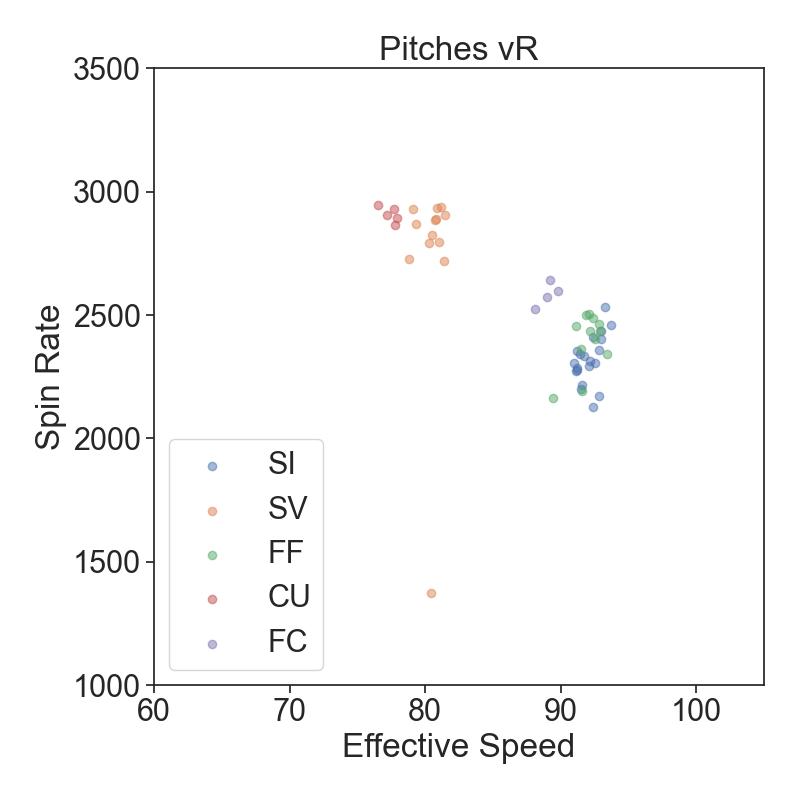 Pitches vR
3500
3000
2500
2000
1500
1000
Spin Rate
SI
SV
FF
CU
FC
60 70 80 90 100
Effective Speed